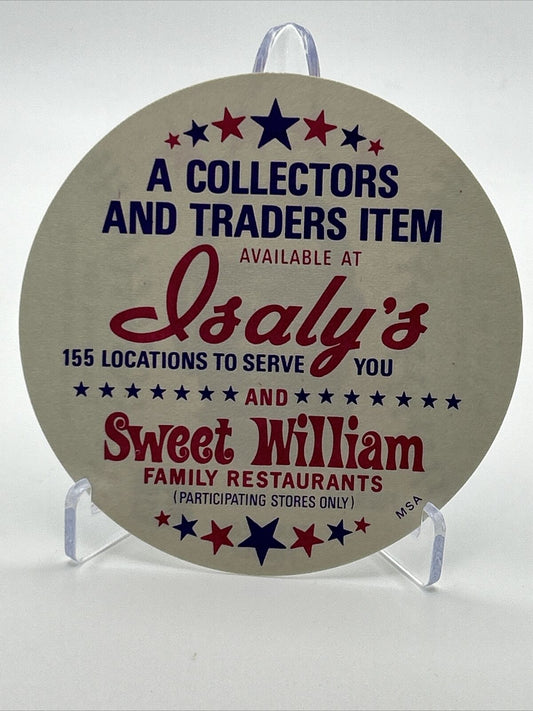 A COLLECTORS
AND TRADERS ITEM
AVAILABLE AT
Isaly's
155 LOCATIONS TO SERVE YOU
AND
Sweet William
FAMILY RESTAURANTS
(PARTICIPATING STORES ONLY)
MSA